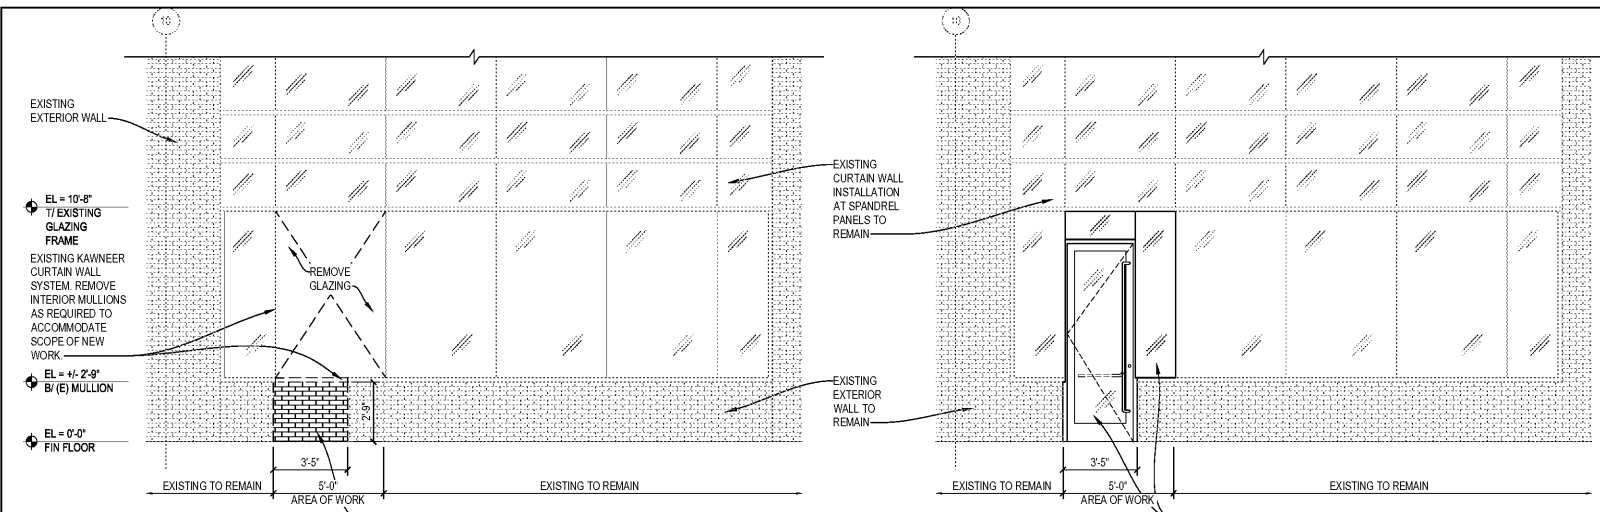 10
EXISTING
EXTERIOR WALL
EL = 10'-8"
T/ EXISTING
GLAZING
FRAME
EXISTING KAWNEER
CURTAIN WALL
SYSTEM. REMOVE
INTERIOR MULLIONS
AS REQUIRED TO
ACCOMMODATE
SCOPE OF NEW
WORK.
EL = +/- 2'-9"
B/ (E) MULLION
EL = 0'-0"
FIN FLOOR
REMOVE
GLAZING
2'-9"
3'-5"
EXISTING TO REMAIN
5'-0"
AREA OF WORK
EXISTING TO REMAIN
EXISTING
CURTAIN WALL
INSTALLATION
AT SPANDREL
PANELS TO
REMAIN
EXISTING
EXTERIOR
WALL TO
REMAIN
10
3'-5"
EXISTING TO REMAIN
5'-0"
AREA OF WORK
EXISTING TO REMAIN